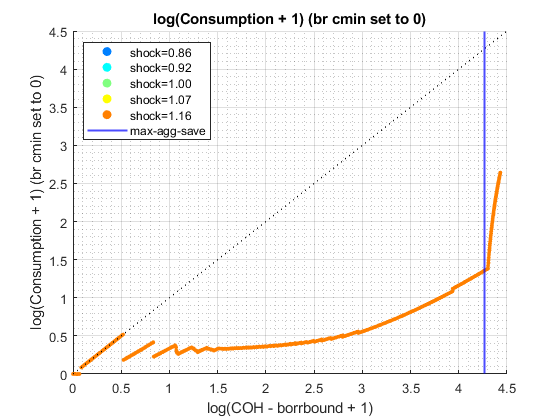 log(Consumption + 1) (br cmin set to 0)
log(Consumption + 1) (br cmin set to 0)
4.5
4
3.5
3
2.5
2
1.5
1
0.5
0
shock=0.86
shock=0.92
shock=1.00
shock=1.07
shock=1.16
max-agg-save
0 0.5 1 1.5 2 2.5 3 3.5 4 4.5
log(COH - borrbound + 1)